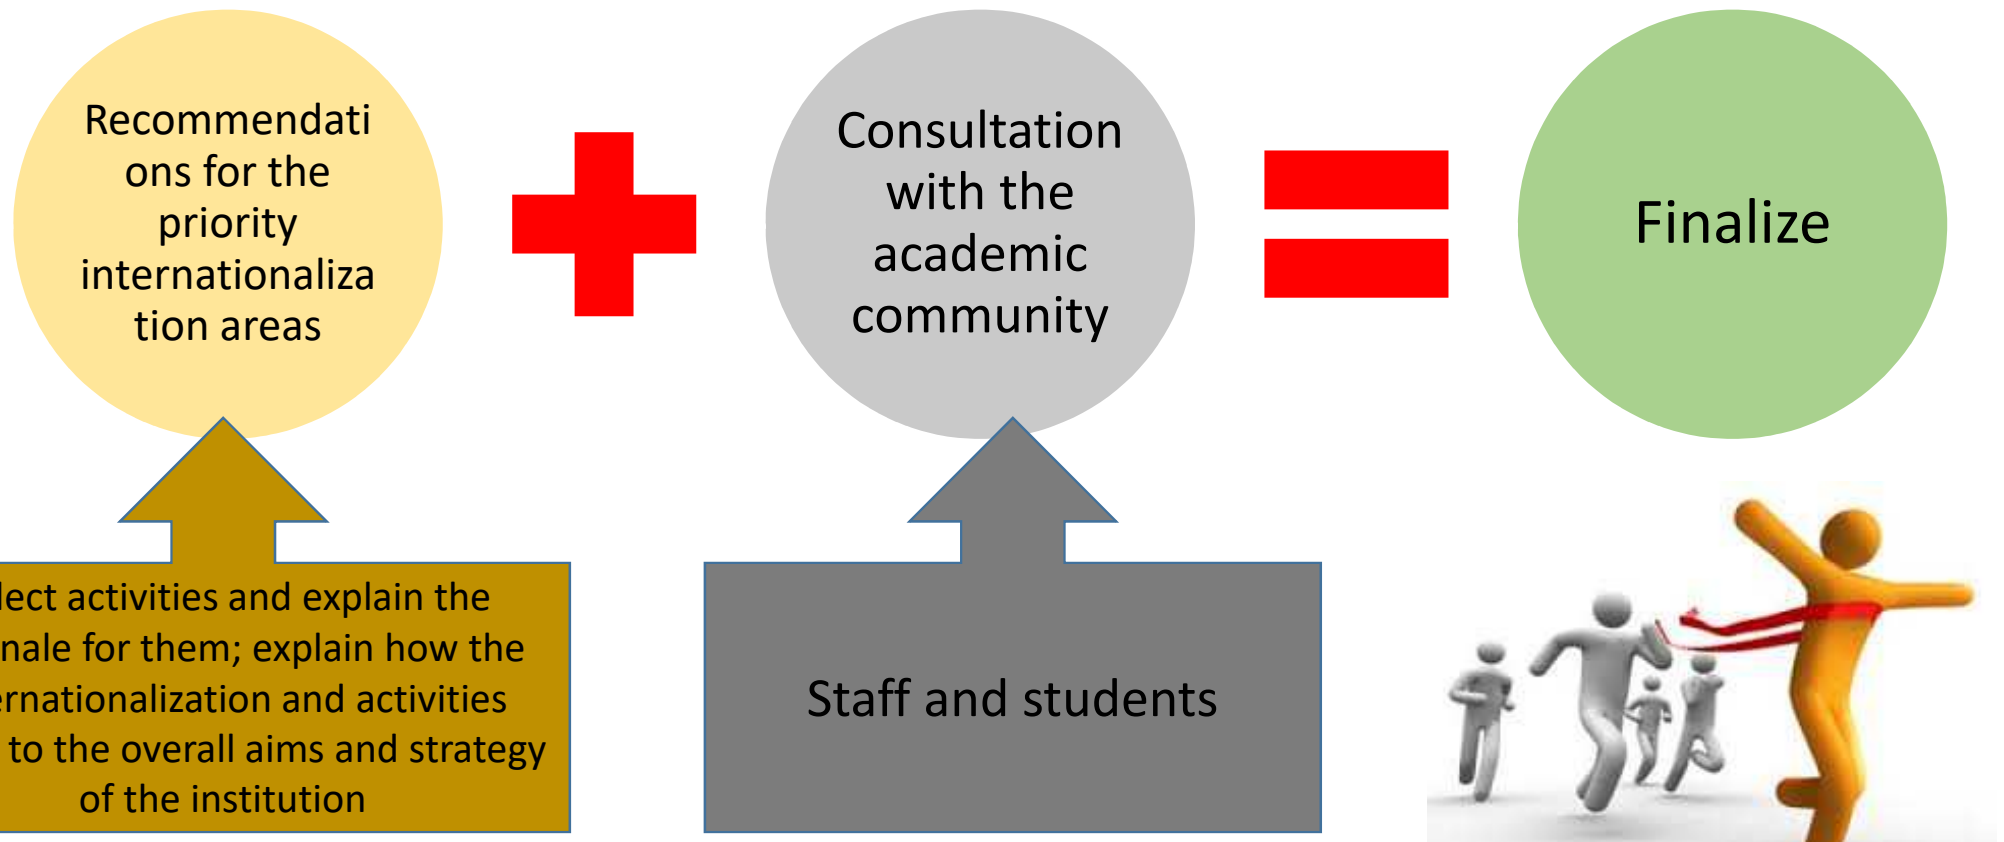 Recommendati
ons for the
priority
internationaliza
tion areas
Consultation
with the
academic
community
Finalize
lect activities and explain the
nale for them; explain how the
ernationalization and activities
to the overall aims and strategy
of the institution
Staff and students